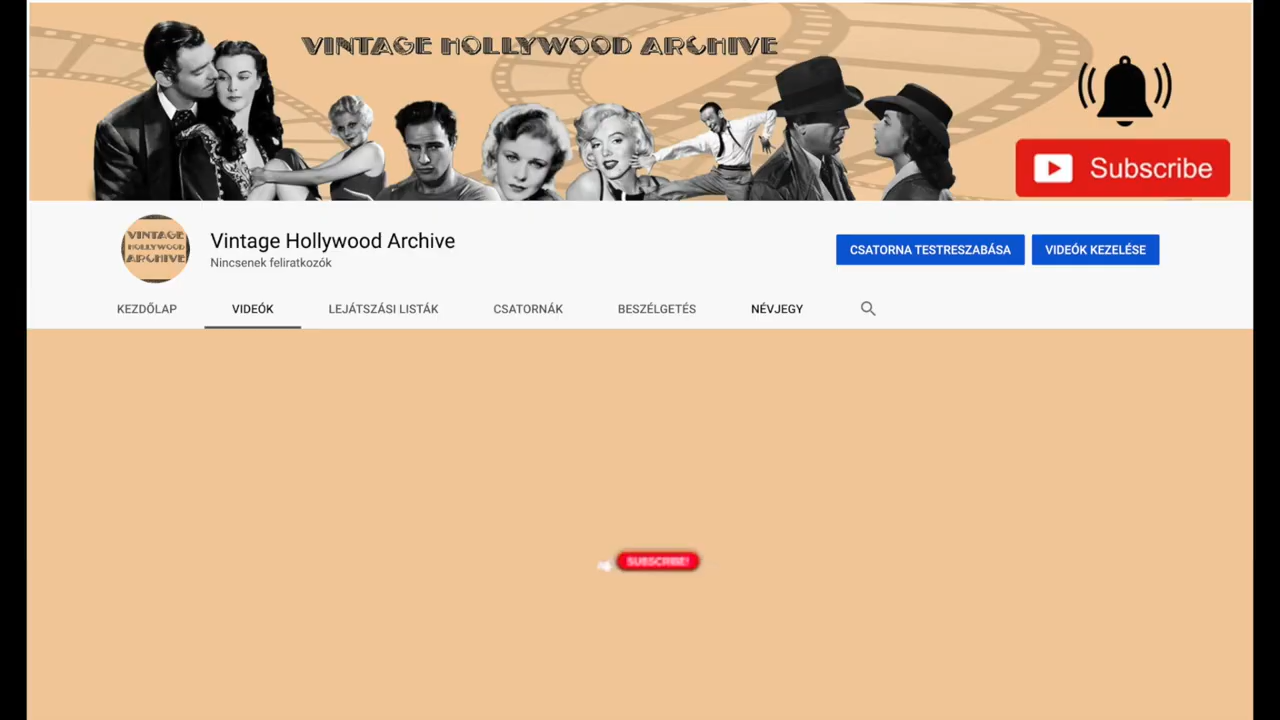 VINTAGE HOLLYWOOD ARCHIVE
Subscribe
VINTAGE
HOLLYWOOD
ARCHIVE
Vintage Hollywood Archive
Nincsenek feliratkozók
CSATORNA TESTRESZABÁSA
VIDEÓK KEZELÉSE
KEZDŐLAP
VIDEÓK
LEJÁTSZÁSI LISTÁK
CSATORNÁK
BESZÉLGETÉS
NÉVJEGY
SUBSCRIBE!